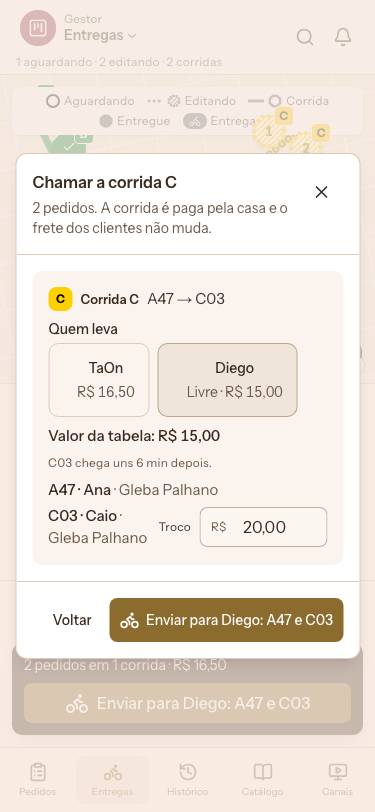 Gestor
Entregas
1 aguardando · 2 editando · 2 corridas
Aguardando
Editando
Corrida
Entregue
C
1
C
2
Chamar a corrida C
2 pedidos. A corrida é paga pela casa e o
frete dos clientes não muda.
C Corrida C A47 → C03
Quem leva
TaOn
R$ 16,50
Diego
Livre · R$ 15,00
Valor da tabela: R$ 15,00
C03 chega uns 6 min depois.
A47 · Ana · Gleba Palhano
C03 · Caio ·
Gleba Palhano
Troco
R$ 20,00
Voltar
Enviar para Diego: A47 e C03
2 pedidos em 1 corrida · R$ 16,50
Enviar para Diego: A47 e C03
Pedidos
Entregas
Histórico
Catálogo
Canais